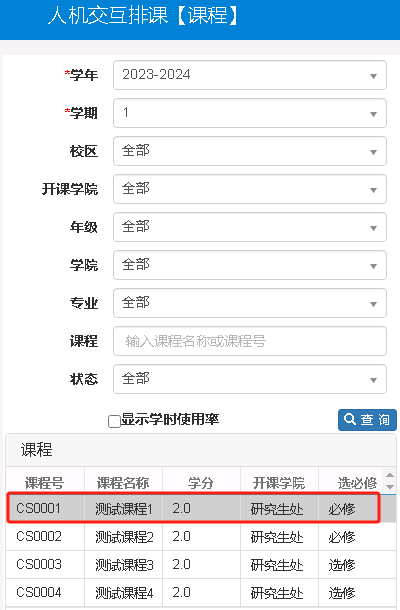 人机交互排课【课程】
*学年 2023-2024
*学期 1
校区 全部
开课学院 全部
年级 全部
学院 全部
专业 全部
课程 输入课程名称或课程号
状态 全部
显示学时使用率 查 询
课程
课程号 课程名称 学分 开课学院 选必修
CS0001 测试课程1 2.0 研究生处 必修
CS0002 测试课程2 2.0 研究生处 必修
CS0003 测试课程3 2.0 研究生处 选修
CS0004 测试课程4 2.0 研究生处 选修